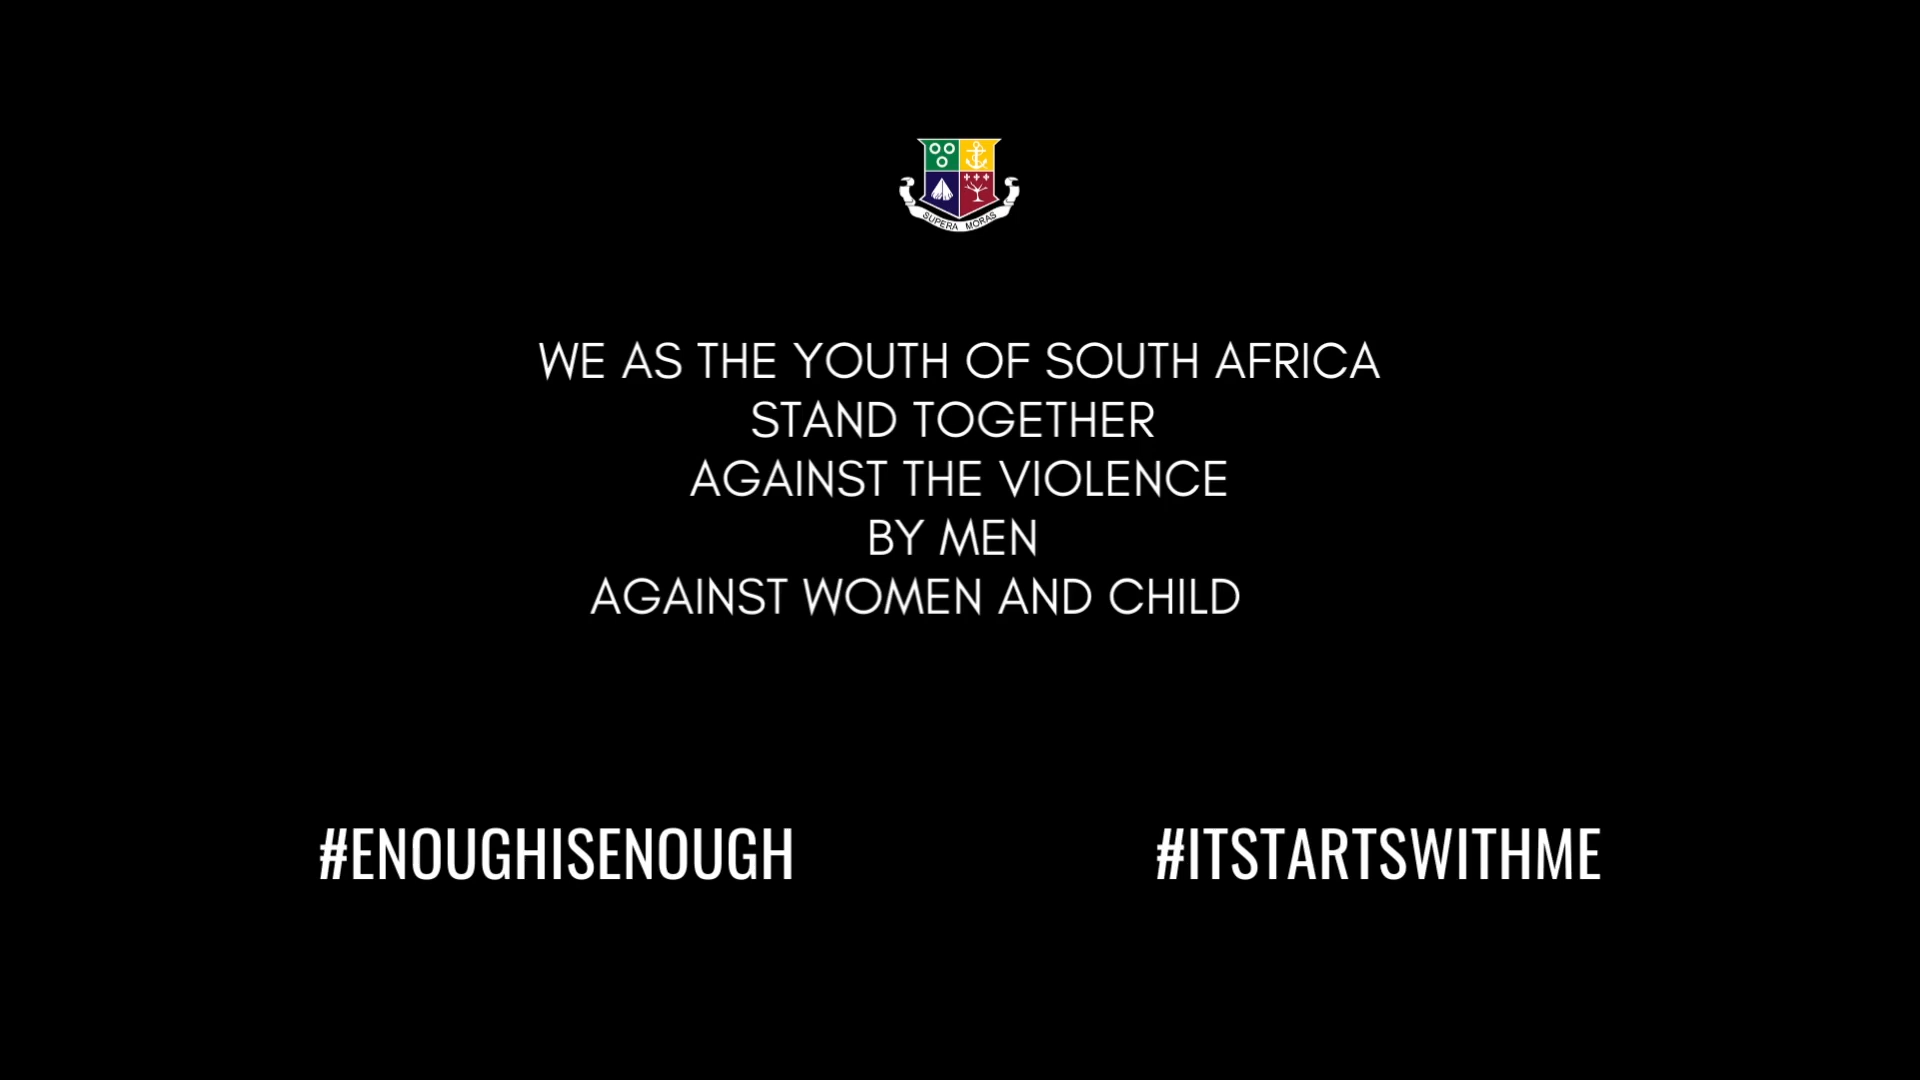 SUPERA MORAS
WE AS THE YOUTH OF SOUTH AFRICA
STAND TOGETHER
AGAINST THE VIOLENCE
BY MEN
AGAINST WOMEN AND CHILD
#ENOUGHISENOUGH
#ITSTARTSWITHME